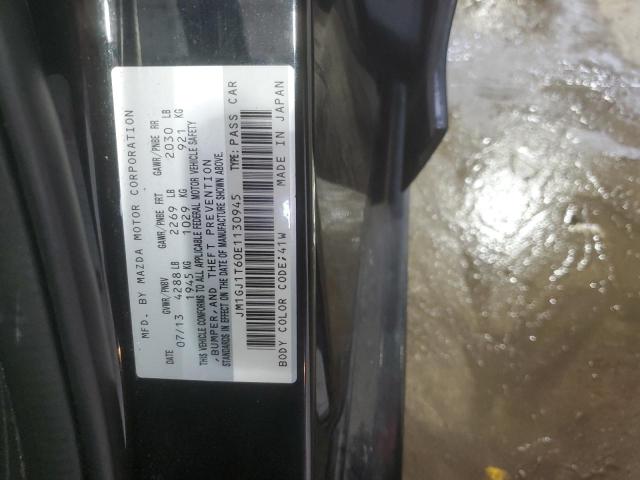 MFD. BY MAZDA MOTOR CORPORATION
DATE GVWR/PNBV GAWR/PNBE FRT GAWR/PNBE RR
07/13 4288 LB 2269 LB 2030 LB
1945 KG 1029 KG 921 KG
THIS VEHICLE CONFORMS TO ALL APPLICABLE FEDERAL MOTOR VEHICLE SAFETY
,BUMPER,AND THEFT PREVENTION
STANDARDS IN EFFECT ON THE DATE OF MANUFACTURE SHOWN ABOVE.
JM1GJ1T60E1130945 TYPE: PASS CAR
BODY COLOR CODE;41W MADE IN JAPAN